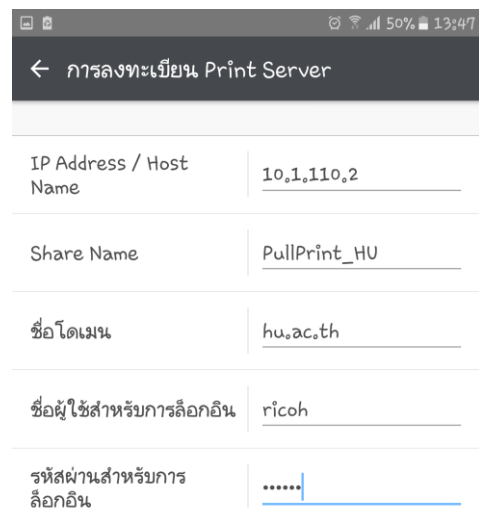 50% 13:47
← การลงทะเบียน Print Server
IP Address / Host
Name
10.1.110.2
Share Name
PullPrint_HU
ชื่อโดเมน
hu.ac.th
ชื่อผู้ใช้สำหรับการล็อกอิน
ricoh
รหัสผ่านสำหรับการ
ล็อกอิน
••••••